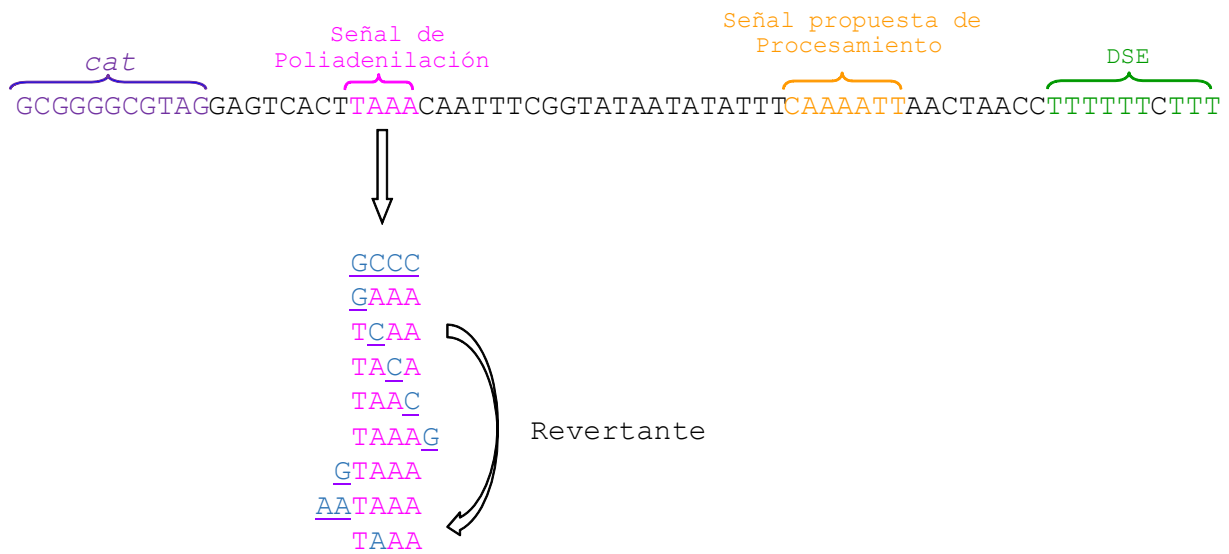 Señal propuesta de
Procesamiento
Señal de
Poliadenilación
cat
DSE
GCGGGGCGTAGGAGTCACTTAAACAATTTCGGTATAATATATTTCAAAATTAACTAACCTTTTTTCTTT
GCCC
GAAA
TCAA
TACA
TAAC
TAAAG
GTAAA
AATAAA
TAAA
Revertante